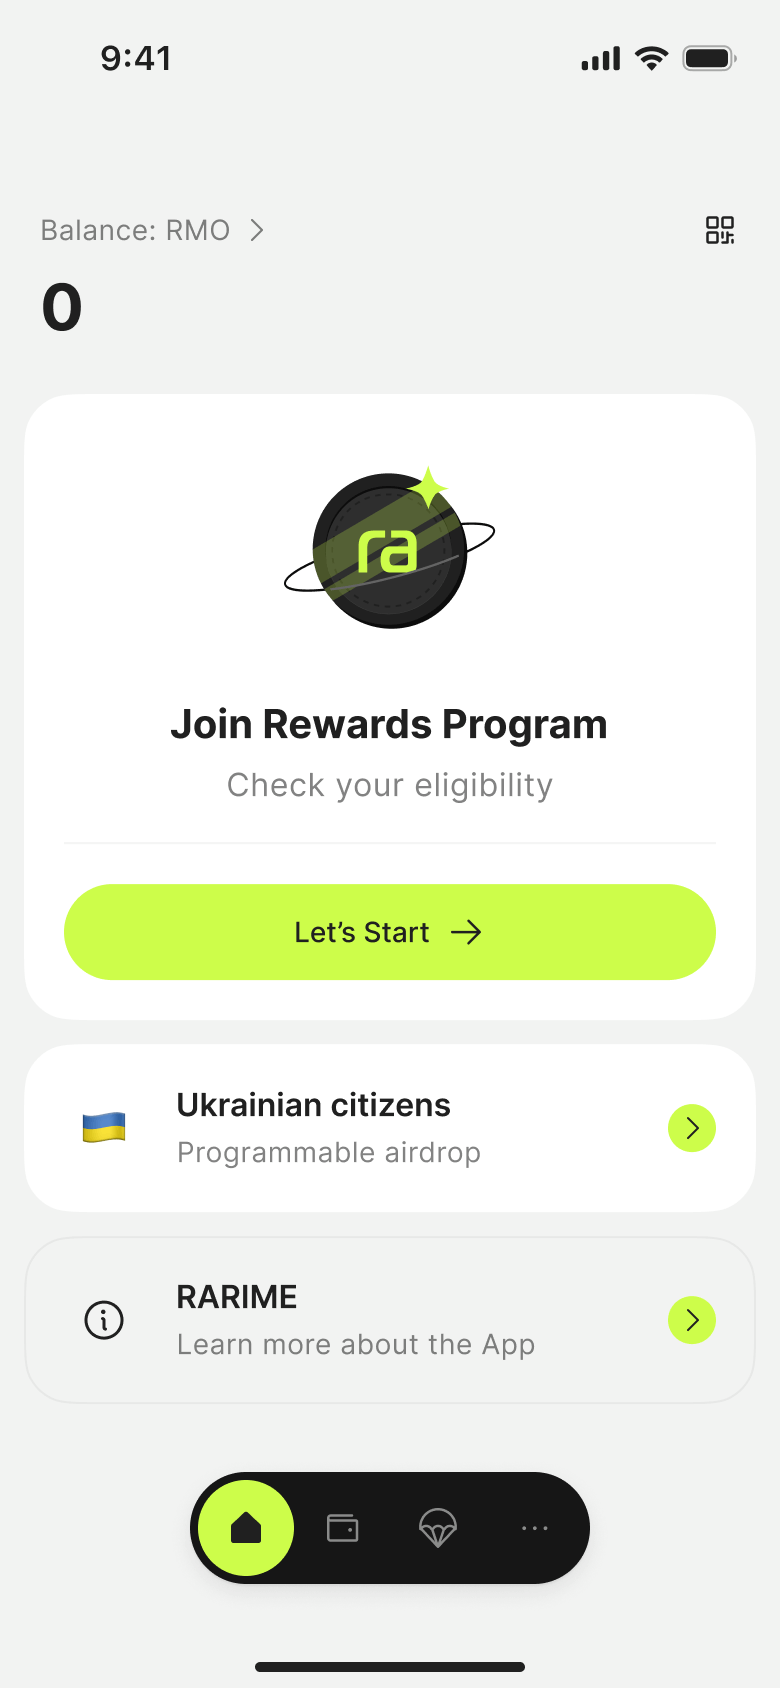 9:41
Balance: RMO
0
ra
Join Rewards Program
Check your eligibility
Let’s Start
Ukrainian citizens
Programmable airdrop
RARIME
Learn more about the App